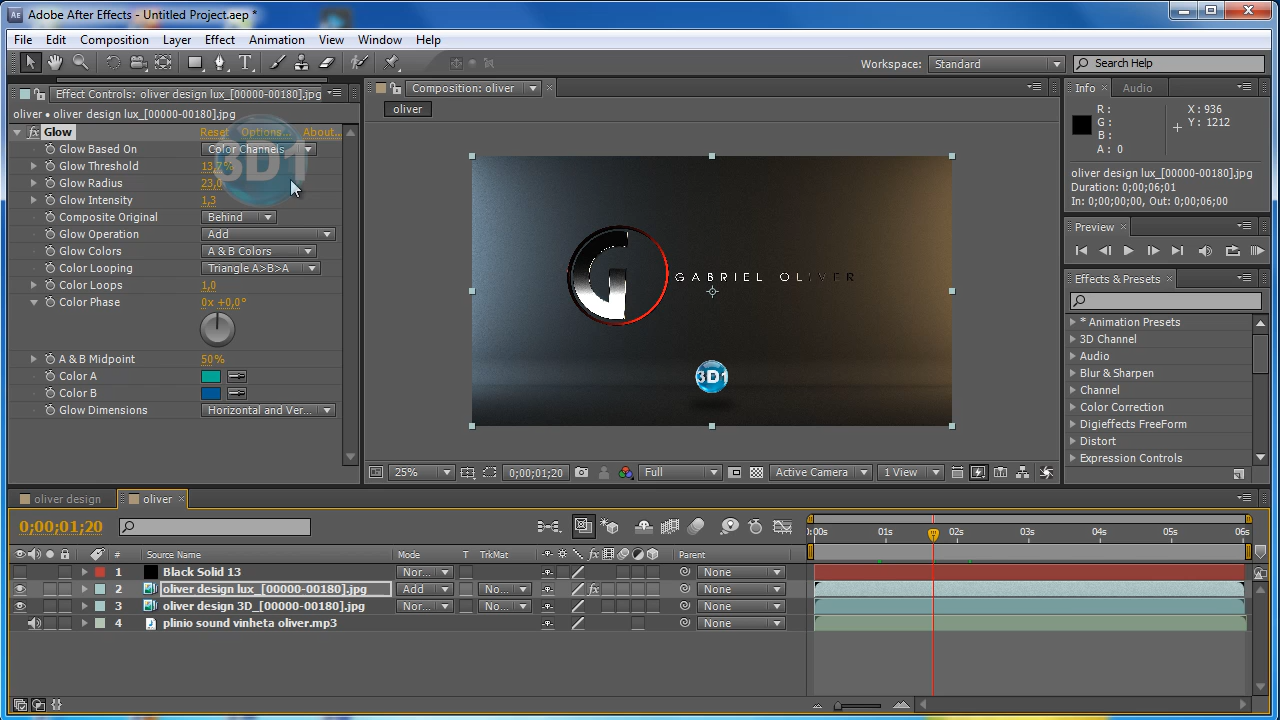 Adobe After Effects - Untitled Project.aep *
File Edit Composition Layer Effect Animation View Window Help
Workspace: Standard Search Help
Effect Controls: oliver design lux_[00000-00180].jpg
oliver • oliver design lux_[00000-00180].jpg
fx Glow Reset Options... About...
Glow Based On Color Channels
Glow Threshold 13,7%
Glow Radius 23,0
Glow Intensity 1,3
Composite Original Behind
Glow Operation Add
Glow Colors A & B Colors
Color Looping Triangle A>B>A
Color Loops 1,0
Color Phase 0x +0,0°
A & B Midpoint 50%
Color A
Color B
Glow Dimensions Horizontal and Ver...
3D1
Composition: oliver
oliver
G GABRIEL OLIVER
3D1
25% 0;00;01;20 Full Active Camera 1 View
Info Audio
R: X: 936
G: Y: 1212
B:
A: 0
oliver design lux_[00000-00180].jpg
Duration: 0;00;06;01
In: 0;00;00;00, Out: 0;00;06;00
Preview
Effects & Presets
* Animation Presets
3D Channel
Audio
Blur & Sharpen
Channel
Color Correction
Digieffects FreeForm
Distort
Expression Controls
oliver design oliver
0;00;01;20
:00s 01s 02s 03s 04s 05s 06s
# Source Name Mode T TrkMat fx Parent
1 Black Solid 13 Nor... None
2 oliver design lux_[00000-00180].jpg Add No... fx None
3 oliver design 3D_[00000-00180].jpg Nor... No... None
4 plinio sound vinheta oliver.mp3 None